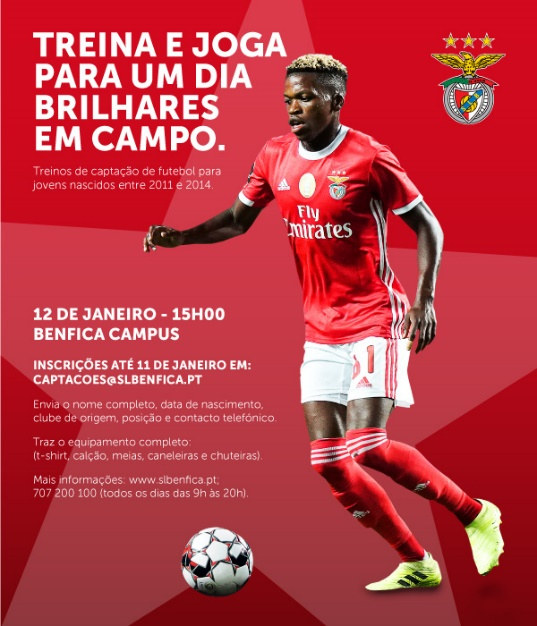 TREINA E JOGA
PARA UM DIA
BRILHARES
EM CAMPO.
Treinos de captação de futebol para
jovens nascidos entre 2011 e 2014.
Fly
Emirates
12 DE JANEIRO - 15H00
BENFICA CAMPUS
INSCRIÇÕES ATÉ 11 DE JANEIRO EM:
CAPTACOES@SLBENFICA.PT
Envia o nome completo, data de nascimento,
clube de origem, posição e contacto telefónico.
Traz o equipamento completo:
(t-shirt, calção, meias, caneleiras e chuteiras).
Mais informações: www.slbenfica.pt;
707 200 100 (todos os dias das 9h às 20h).